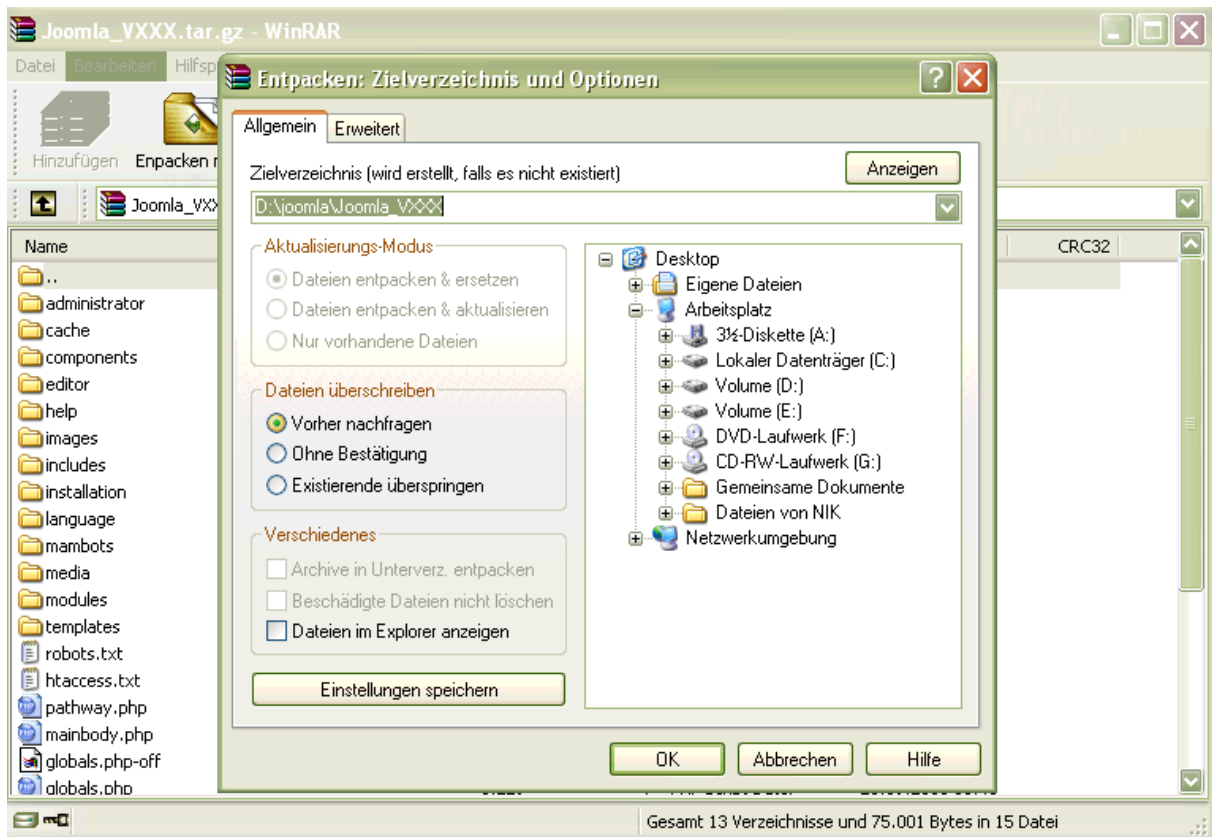 Joomla_VXXX.tar.gz - WinRAR
Datei Bearbeiten Hilfsp
Hinzufügen Enpacken n
Joomla_VXX
Name CRC32
..
administrator
cache
components
editor
help
images
includes
installation
language
mambots
media
modules
templates
robots.txt
htaccess.txt
pathway.php
mainbody.php
globals.php-off
globals.php
Entpacken: Zielverzeichnis und Optionen
Allgemein Erweitert
Zielverzeichnis (wird erstellt, falls es nicht existiert)
Anzeigen
D:\joomla\Joomla_VXXX
Aktualisierungs-Modus
Dateien entpacken & ersetzen
Dateien entpacken & aktualisieren
Nur vorhandene Dateien
Dateien überschreiben
Vorher nachfragen
Ohne Bestätigung
Existierende überspringen
Verschiedenes
Archive in Unterverz. entpacken
Beschädigte Dateien nicht löschen
Dateien im Explorer anzeigen
Einstellungen speichern
Desktop
Eigene Dateien
Arbeitsplatz
3½-Diskette (A:)
Lokaler Datenträger (C:)
Volume (D:)
Volume (E:)
DVD-Laufwerk (F:)
CD-RW-Laufwerk (G:)
Gemeinsame Dokumente
Dateien von NIK
Netzwerkumgebung
OK Abbrechen Hilfe
Gesamt 13 Verzeichnisse und 75.001 Bytes in 15 Datei